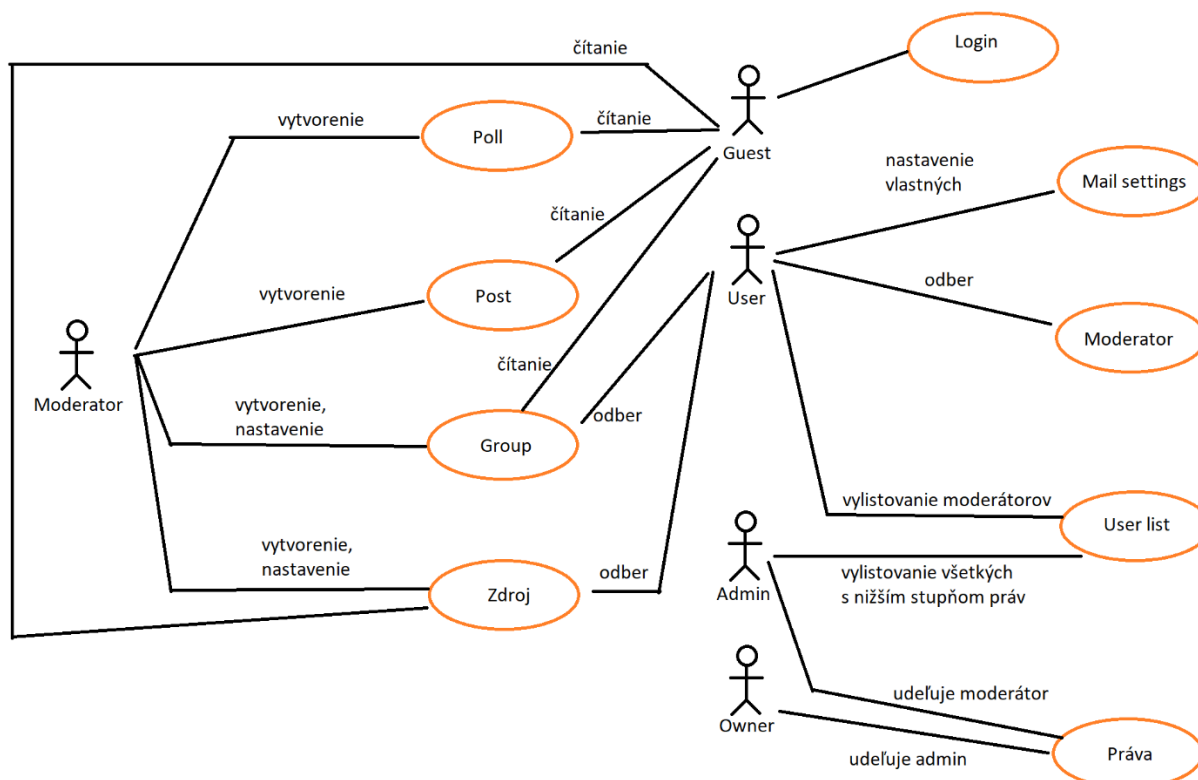 Login
čítanie
vytvorenie
Poll
čítanie
Guest
nastavenie
vlastných
Mail settings
čítanie
vytvorenie
Post
User
odber
Moderator
Moderator
čítanie
vytvorenie,
nastavenie
Group
odber
vylistovanie moderátorov
User list
vytvorenie,
nastavenie
Zdroj
odber
Admin
vylistovanie všetkých
s nižším stupňom práv
udeľuje moderátor
Owner
udeľuje admin
Práva